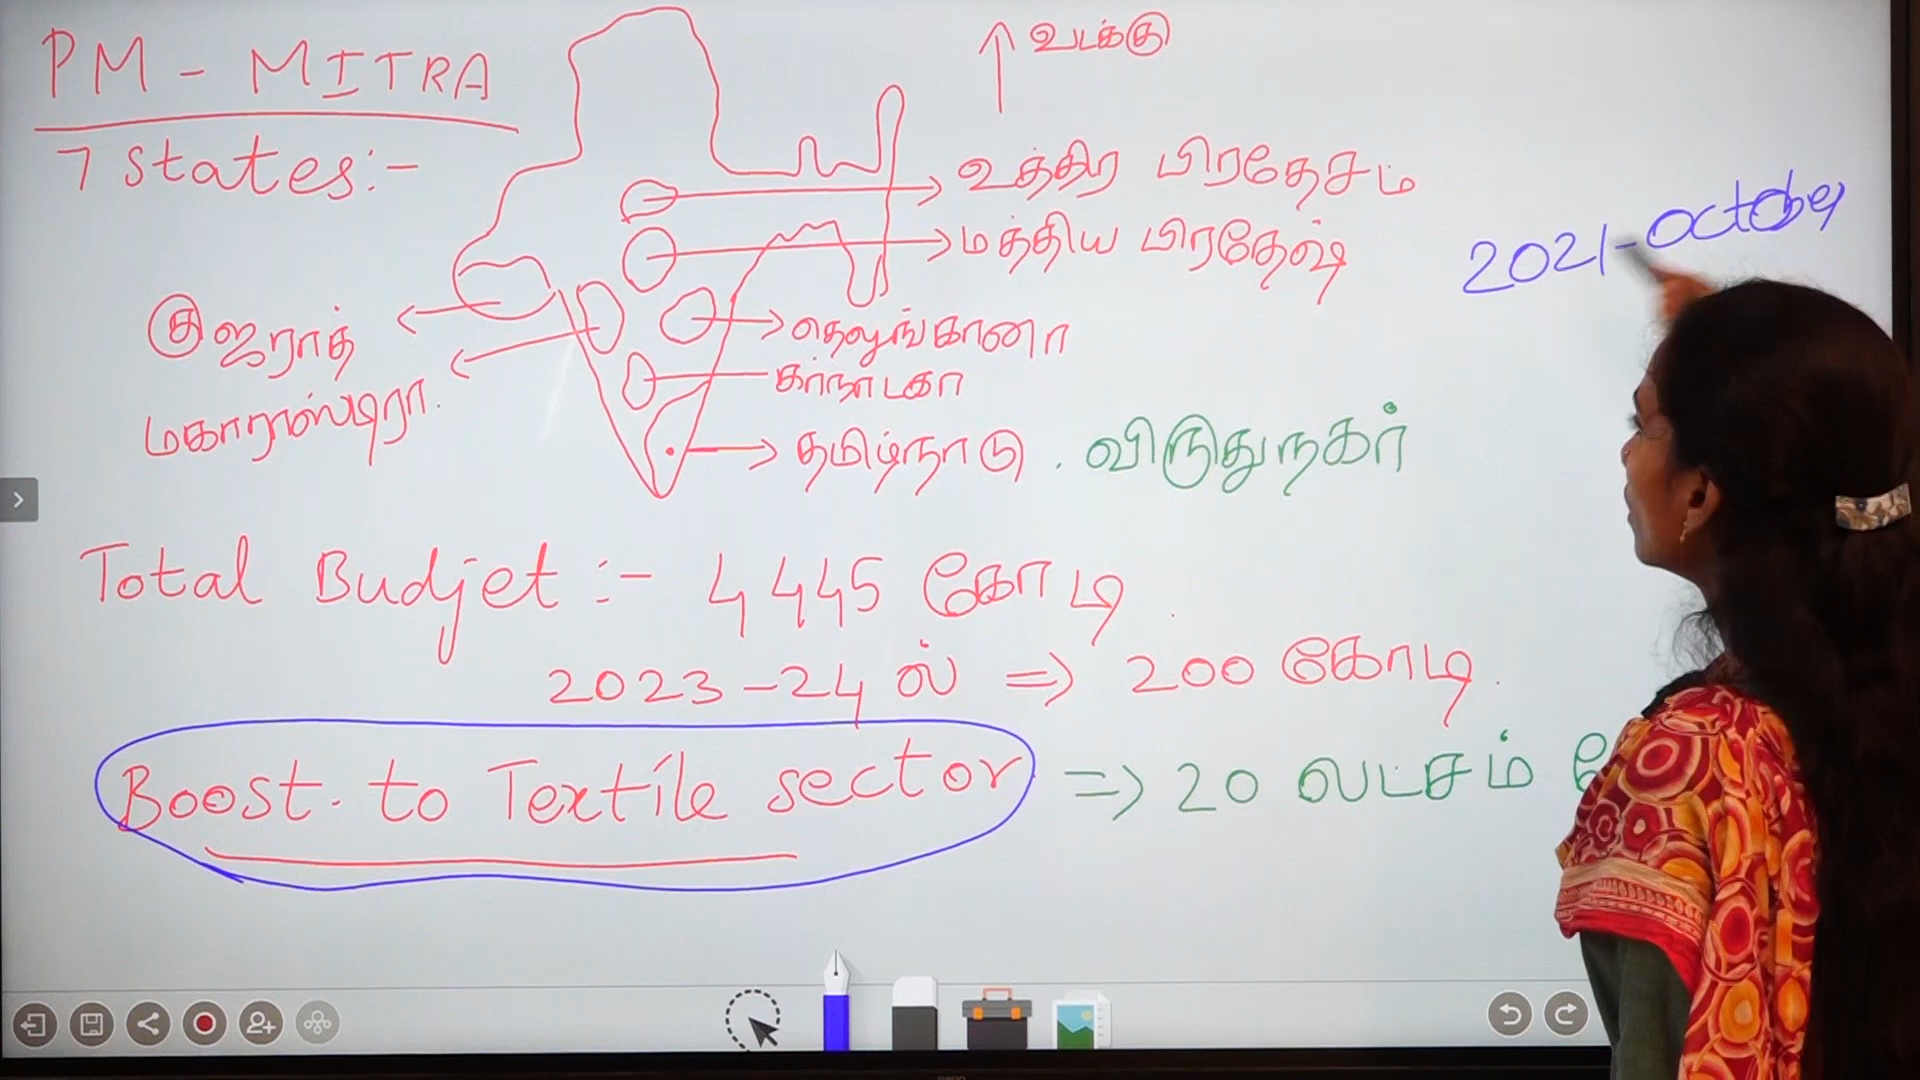 PM - MITRA
7 States:-
வடக்கு
உத்திர பிரதேசம்
மத்திய பிரதேஷ்
2021-october
குஜராத்
தெலுங்கானா
மகாராஸ்டிரா.
கர்நாடகா
தமிழ்நாடு . விருதுநகர்
Total Budjet :- 4445 கோடி.
2023-24 ல் => 200 கோடி.
Boost. to Textile sector => 20 லட்சம்